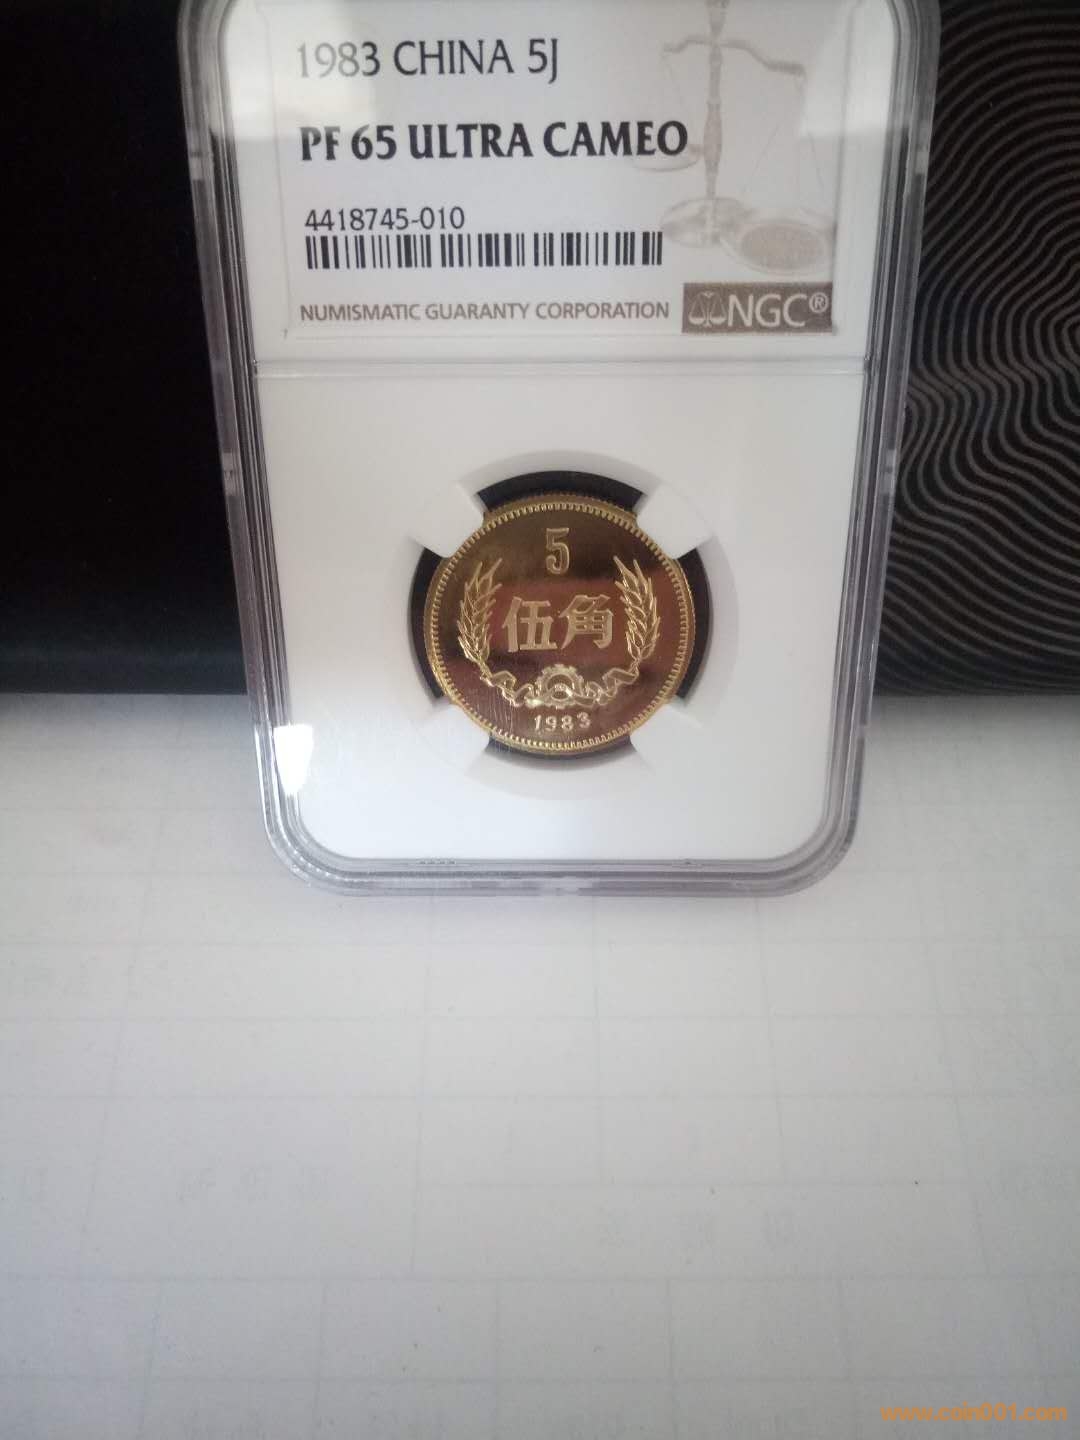 1983 CHINA 5J
PF 65 ULTRA CAMEO
4418745-010
NUMISMATIC GUARANTY CORPORATION
NGC®
5
伍角
1983
www.coin001.com